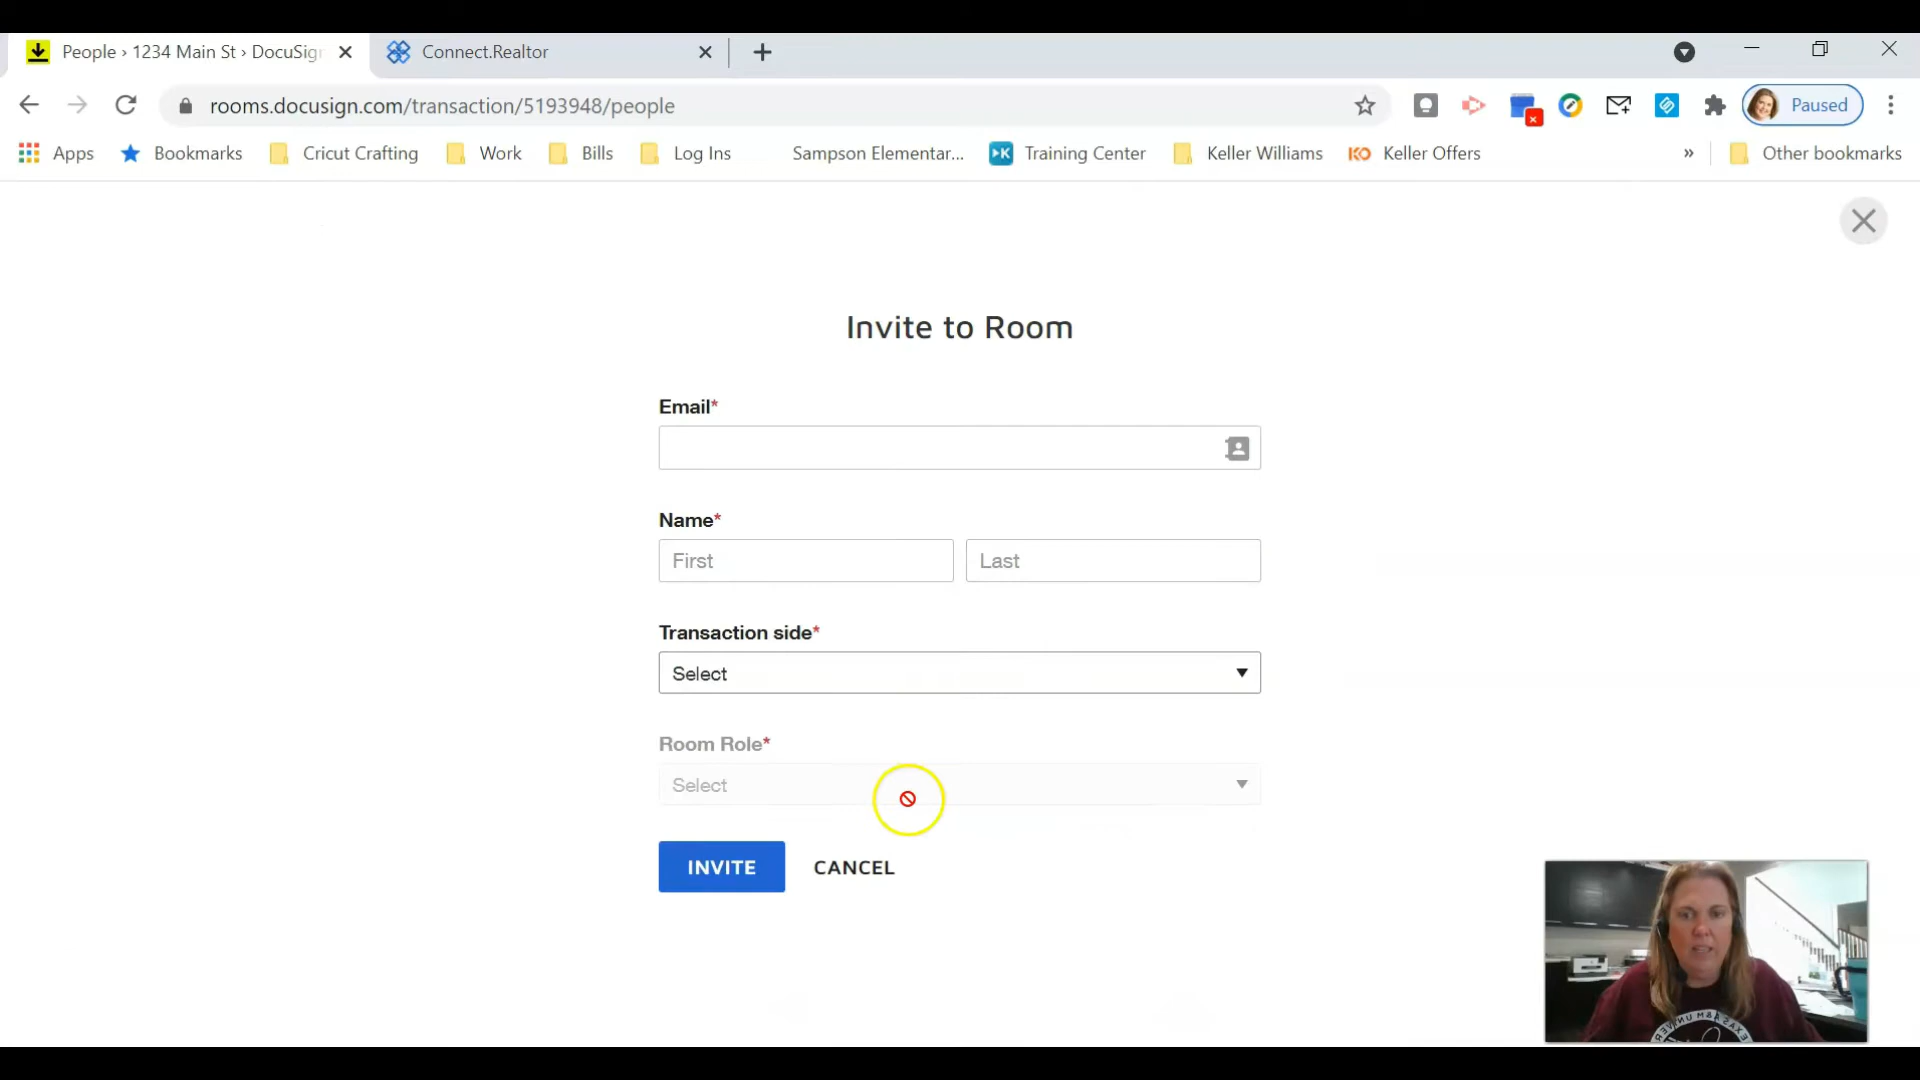 People › 1234 Main St › DocuSign
Connect.Realtor
rooms.docusign.com/transaction/5193948/people
Paused
Apps
Bookmarks
Cricut Crafting
Work
Bills
Log Ins
Sampson Elementar...
Training Center
Keller Williams
KO
Keller Offers
»
Other bookmarks
Invite to Room
Email*
Name*
First
Last
Transaction side*
Select
Room Role*
Select
INVITE
CANCEL